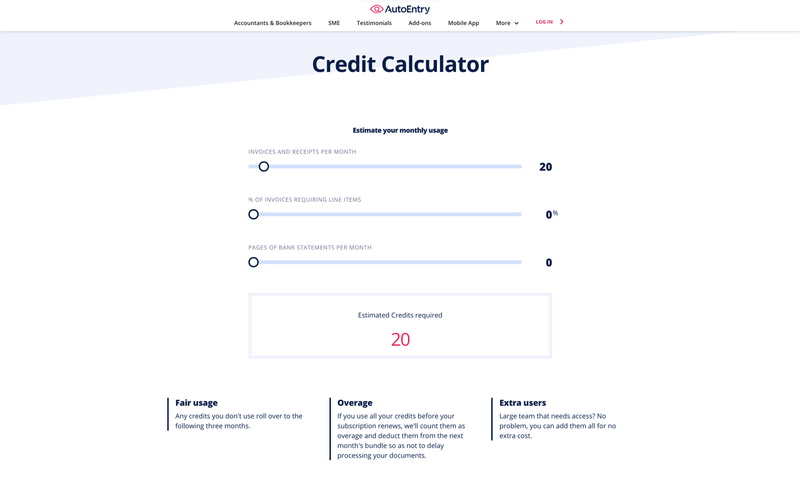 AutoEntry
Accountants & Bookkeepers SME Testimonials Add-ons Mobile App More LOG IN
Credit Calculator
Estimate your monthly usage
INVOICES AND RECEIPTS PER MONTH
20
% OF INVOICES REQUIRING LINE ITEMS
0%
PAGES OF BANK STATEMENTS PER MONTH
0
Estimated Credits required
20
Fair usage
Any credits you don't use roll over to the
following three months.
Overage
If you use all your credits before your
subscription renews, we'll count them as
overage and deduct them from the next
month's bundle so as not to delay
processing your documents.
Extra users
Large team that needs access? No
problem, you can add them all for no
extra cost.